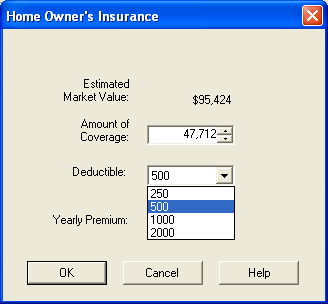 Home Owner's Insurance
Estimated
Market Value: $95,424
Amount of
Coverage: 47,712
Deductible: 500
250
500
1000
2000
Yearly Premium:
OK Cancel Help